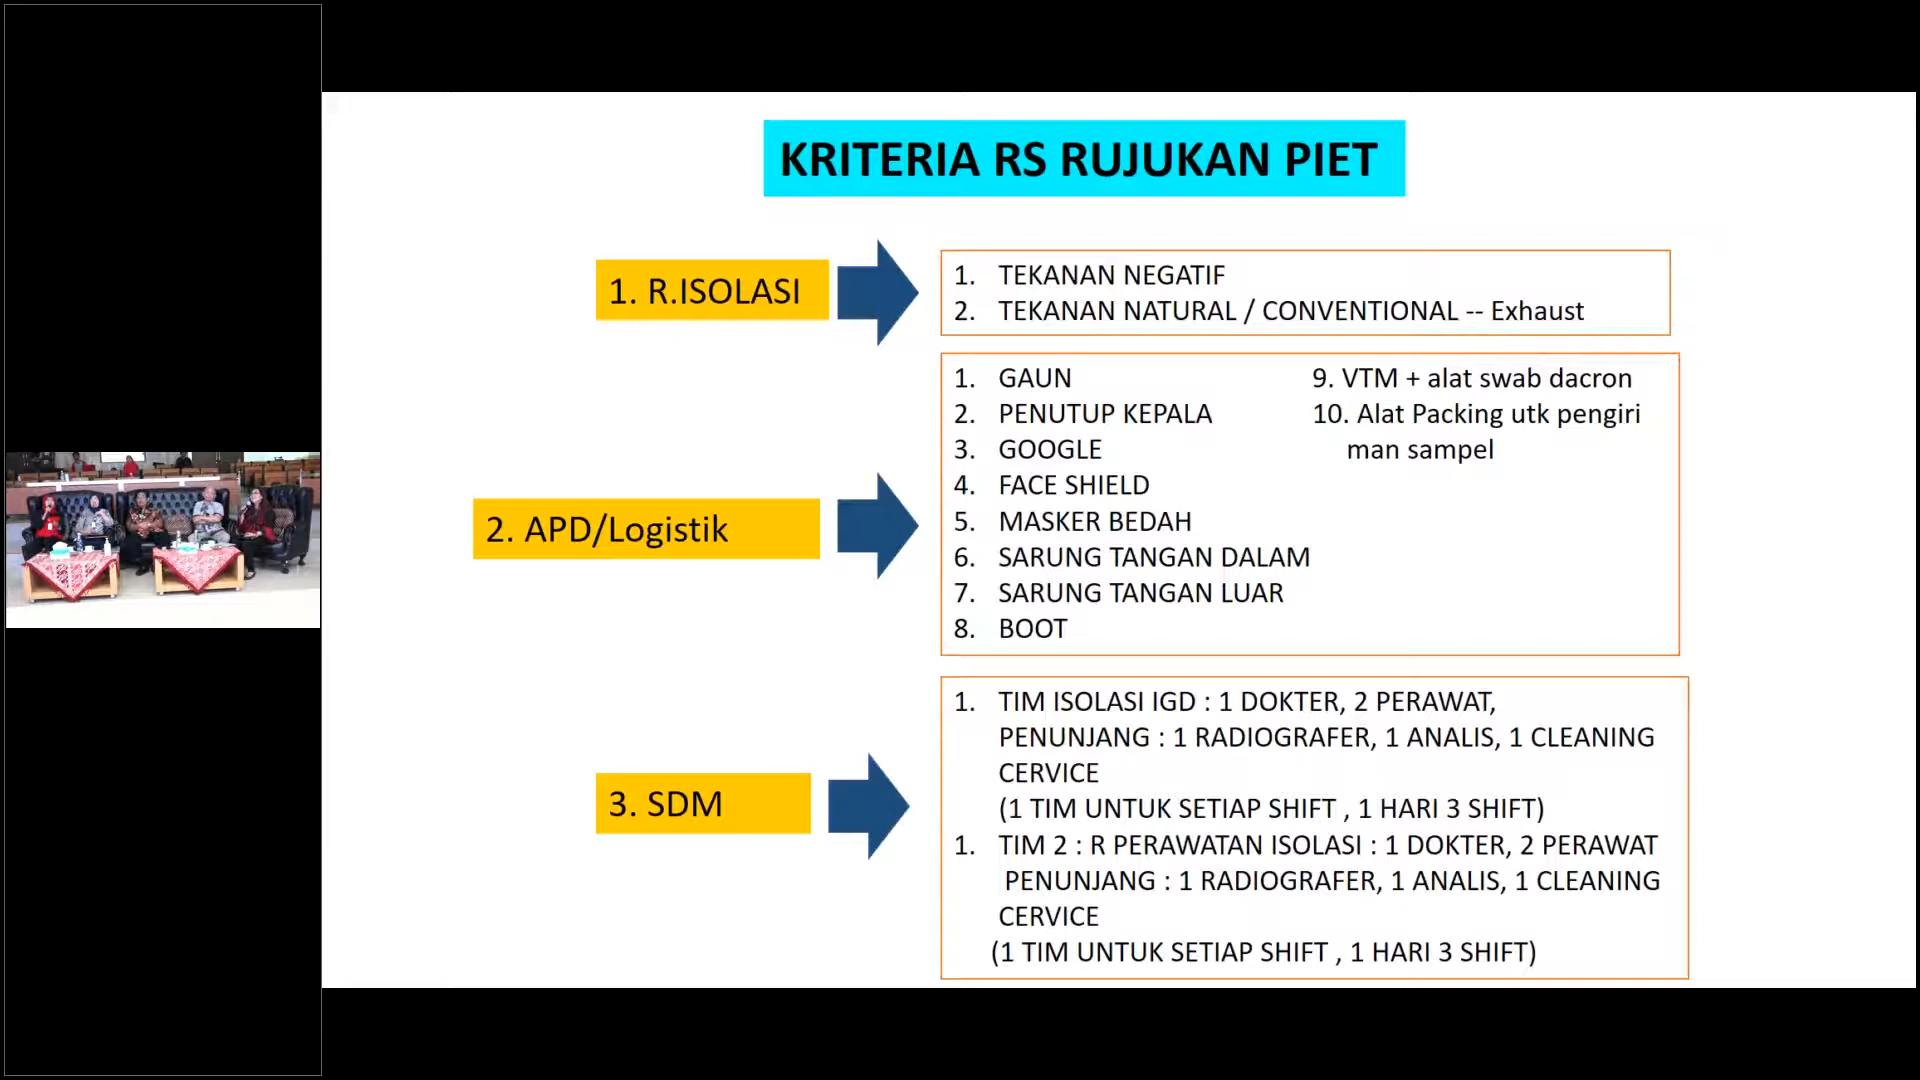 KRITERIA RS RUJUKAN PIET
1. R.ISOLASI
1. TEKANAN NEGATIF
2. TEKANAN NATURAL / CONVENTIONAL -- Exhaust
2. APD/Logistik
1. GAUN
2. PENUTUP KEPALA
3. GOOGLE
4. FACE SHIELD
5. MASKER BEDAH
6. SARUNG TANGAN DALAM
7. SARUNG TANGAN LUAR
8. BOOT
9. VTM + alat swab dacron
10. Alat Packing utk pengiri
man sampel
3. SDM
1. TIM ISOLASI IGD : 1 DOKTER, 2 PERAWAT,
PENUNJANG : 1 RADIOGRAFER, 1 ANALIS, 1 CLEANING
CERVICE
(1 TIM UNTUK SETIAP SHIFT , 1 HARI 3 SHIFT)
1. TIM 2 : R PERAWATAN ISOLASI : 1 DOKTER, 2 PERAWAT
PENUNJANG : 1 RADIOGRAFER, 1 ANALIS, 1 CLEANING
CERVICE
(1 TIM UNTUK SETIAP SHIFT , 1 HARI 3 SHIFT)